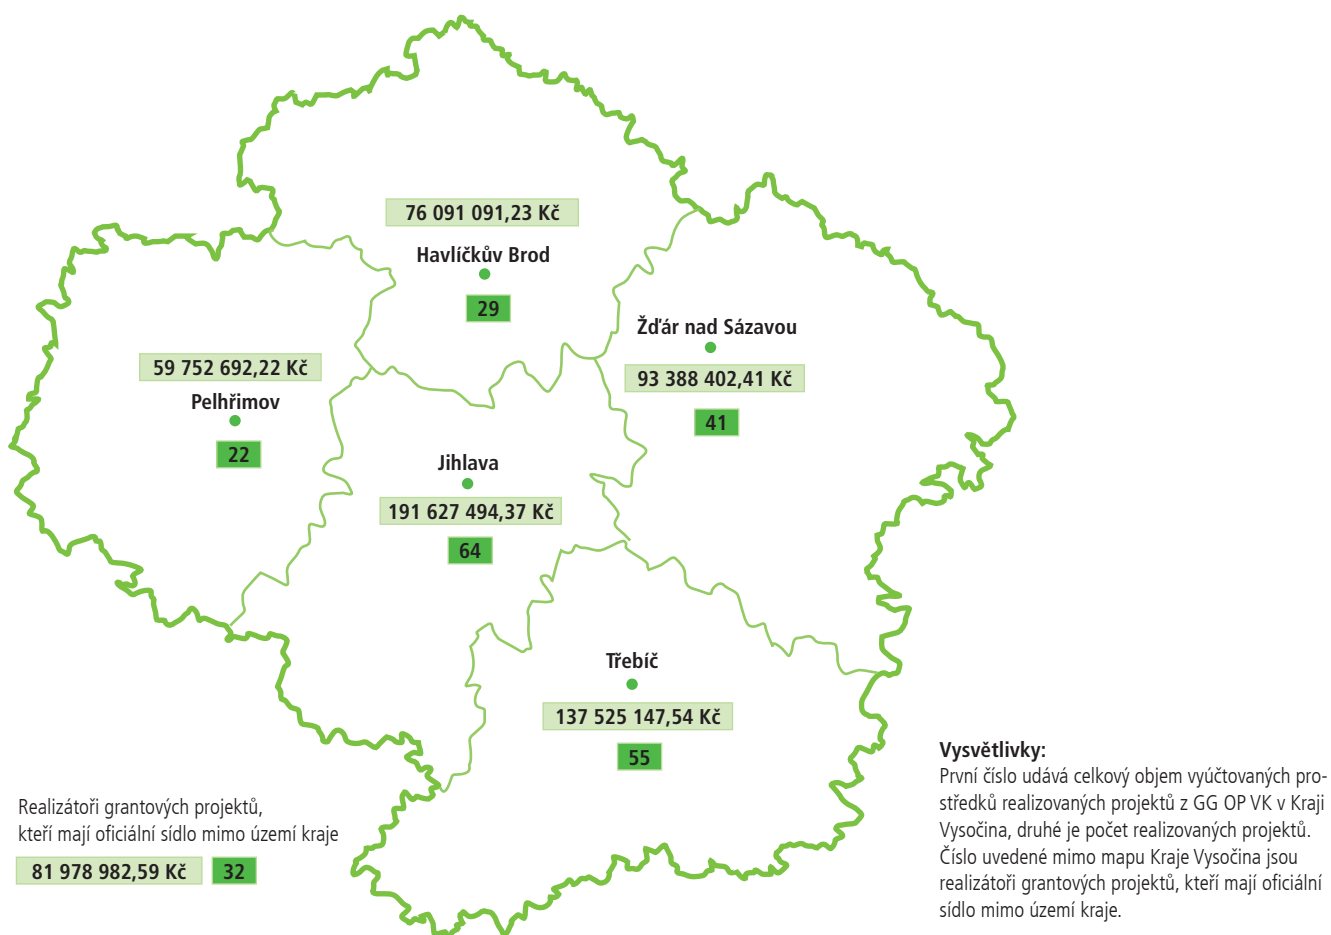 76 091 091,23 Kč
Havlíčkův Brod
29
Žďár nad Sázavou
93 388 402,41 Kč
41
59 752 692,22 Kč
Pelhřimov
22
Jihlava
191 627 494,37 Kč
64
Třebíč
137 525 147,54 Kč
55
Realizátoři grantových projektů,
kteří mají oficiální sídlo mimo území kraje
81 978 982,59 Kč 32
Vysvětlivky:
První číslo udává celkový objem vyúčtovaných pro-
středků realizovaných projektů z GG OP VK v Kraji
Vysočina, druhé je počet realizovaných projektů.
Číslo uvedené mimo mapu Kraje Vysočina jsou
realizátoři grantových projektů, kteří mají oficiální
sídlo mimo území kraje.